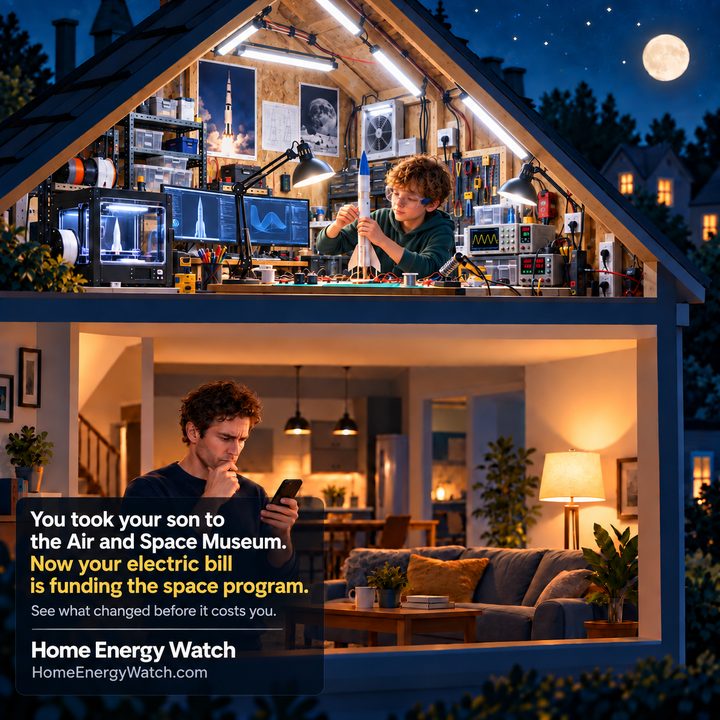 You took your son to
the Air and Space Museum.
Now your electric bill
is funding the space program.
See what changed before it costs you.
Home Energy Watch
HomeEnergyWatch.com